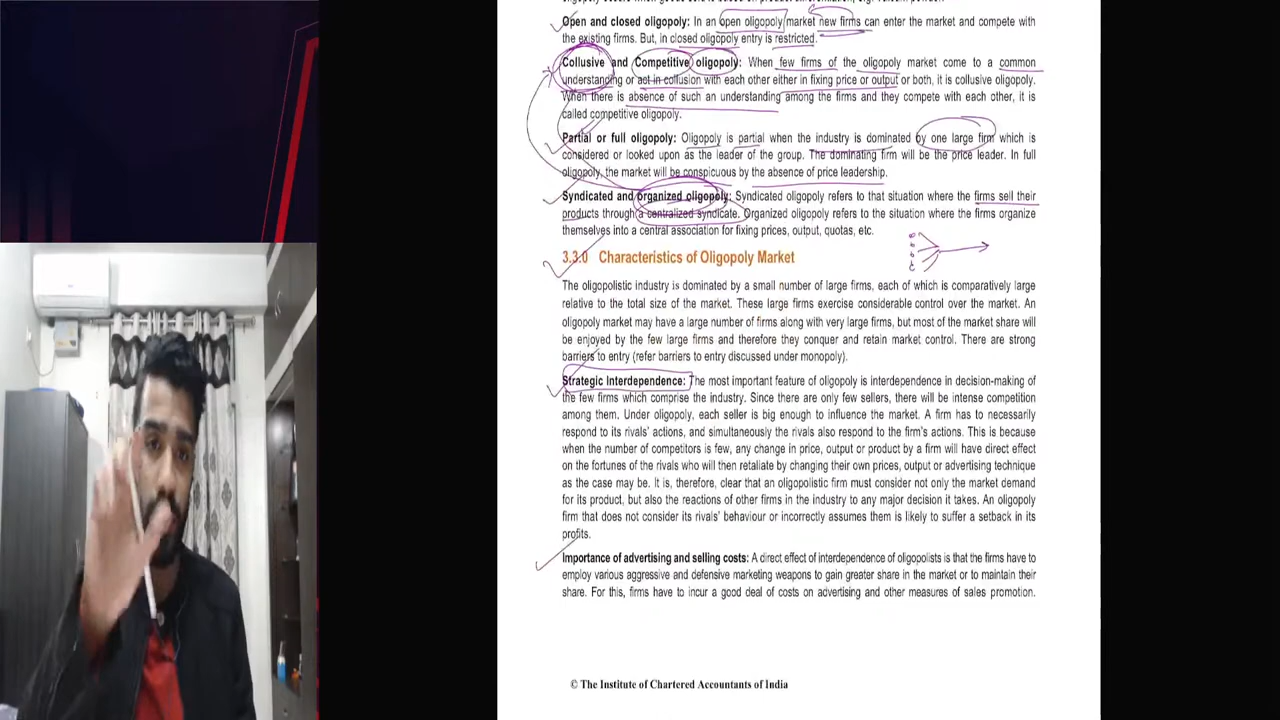 Open and closed oligopoly: In an open oligopoly market new firms can enter the market and compete with
the existing firms. But, in closed oligopoly entry is restricted.
Collusive and Competitive oligopoly: When few firms of the oligopoly market come to a common
understanding or act in collusion with each other either in fixing price or output or both, it is collusive oligopoly.
When there is absence of such an understanding among the firms and they compete with each other, it is
called competitive oligopoly.
Partial or full oligopoly: Oligopoly is partial when the industry is dominated by one large firm which is
considered or looked upon as the leader of the group. The dominating firm will be the price leader. In full
oligopoly, the market will be conspicuous by the absence of price leadership.
Syndicated and organized oligopoly: Syndicated oligopoly refers to that situation where the firms sell their
products through a centralized syndicate. Organized oligopoly refers to the situation where the firms organize
themselves into a central association for fixing prices, output, quotas, etc.
3.3.0 Characteristics of Oligopoly Market
The oligopolistic industry is dominated by a small number of large firms, each of which is comparatively large
relative to the total size of the market. These large firms exercise considerable control over the market. An
oligopoly market may have a large number of firms along with very large firms, but most of the market share will
be enjoyed by the few large firms and therefore they conquer and retain market control. There are strong
barriers to entry (refer barriers to entry discussed under monopoly).
Strategic Interdependence: The most important feature of oligopoly is interdependence in decision-making of
the few firms which comprise the industry. Since there are only few sellers, there will be intense competition
among them. Under oligopoly, each seller is big enough to influence the market. A firm has to necessarily
respond to its rivals' actions, and simultaneously the rivals also respond to the firm's actions. This is because
when the number of competitors is few, any change in price, output or product by a firm will have direct effect
on the fortunes of the rivals who will then retaliate by changing their own prices, output or advertising technique
as the case may be. It is, therefore, clear that an oligopolistic firm must consider not only the market demand
for its product, but also the reactions of other firms in the industry to any major decision it takes. An oligopoly
firm that does not consider its rivals' behaviour or incorrectly assumes them is likely to suffer a setback in its
profits.
Importance of advertising and selling costs: A direct effect of interdependence of oligopolists is that the firms have to
employ various aggressive and defensive marketing weapons to gain greater share in the market or to maintain their
share. For this, firms have to incur a good deal of costs on advertising and other measures of sales promotion.
© The Institute of Chartered Accountants of India